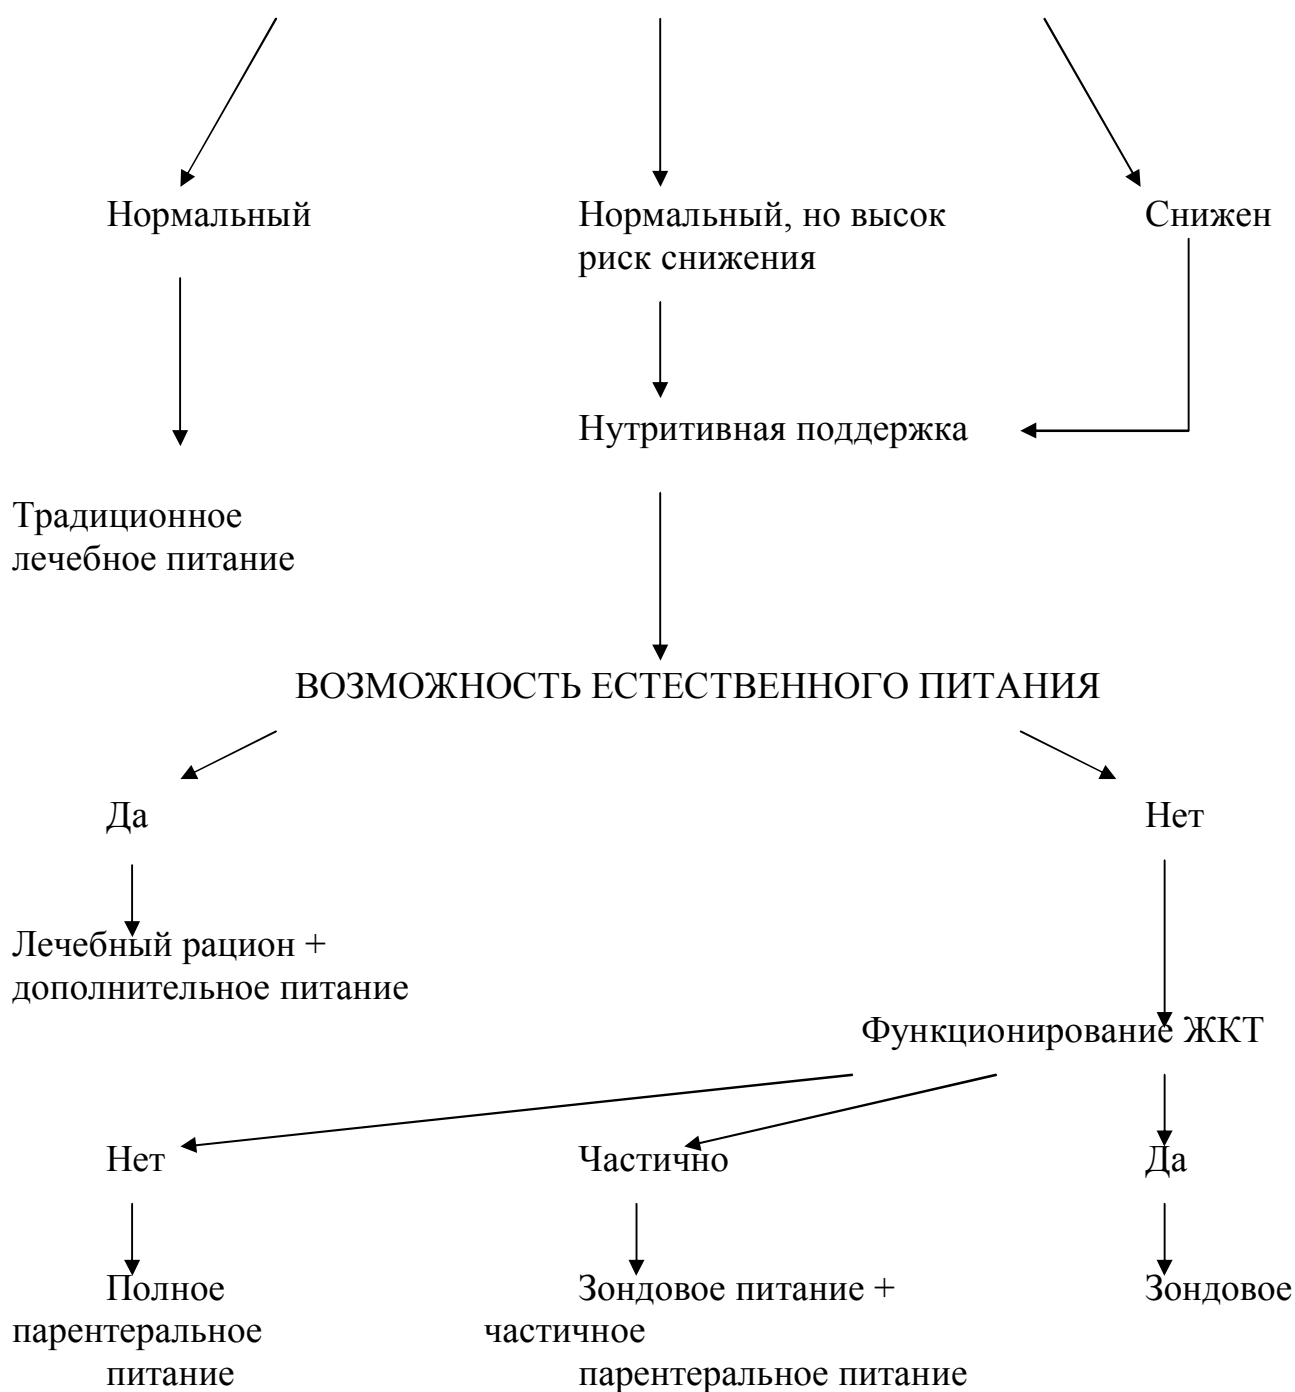 Нормальный
Нормальный, но высок
риск снижения
Снижен
Нутритивная поддержка
Традиционное
лечебное питание
ВОЗМОЖНОСТЬ ЕСТЕСТВЕННОГО ПИТАНИЯ
Да
Нет
Лечебный рацион +
дополнительное питание
Функционирование ЖКТ
Нет
Частично
Да
Полное
парентеральное
питание
Зондовое питание +
частичное
парентеральное питание
Зондовое